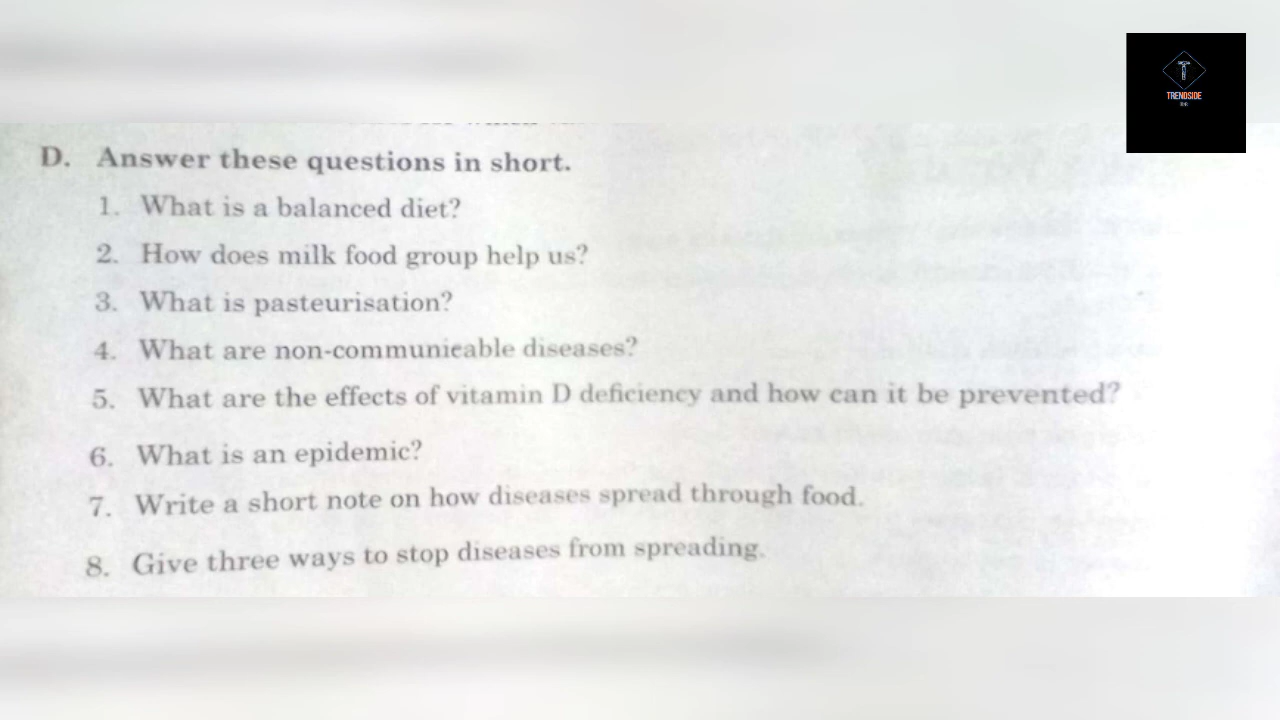 TRENDSIDE
D. Answer these questions in short.
1. What is a balanced diet?
2. How does milk food group help us?
3. What is pasteurisation?
4. What are non-communicable diseases?
5. What are the effects of vitamin D deficiency and how can it be prevented?
6. What is an epidemic?
7. Write a short note on how diseases spread through food.
8. Give three ways to stop diseases from spreading.